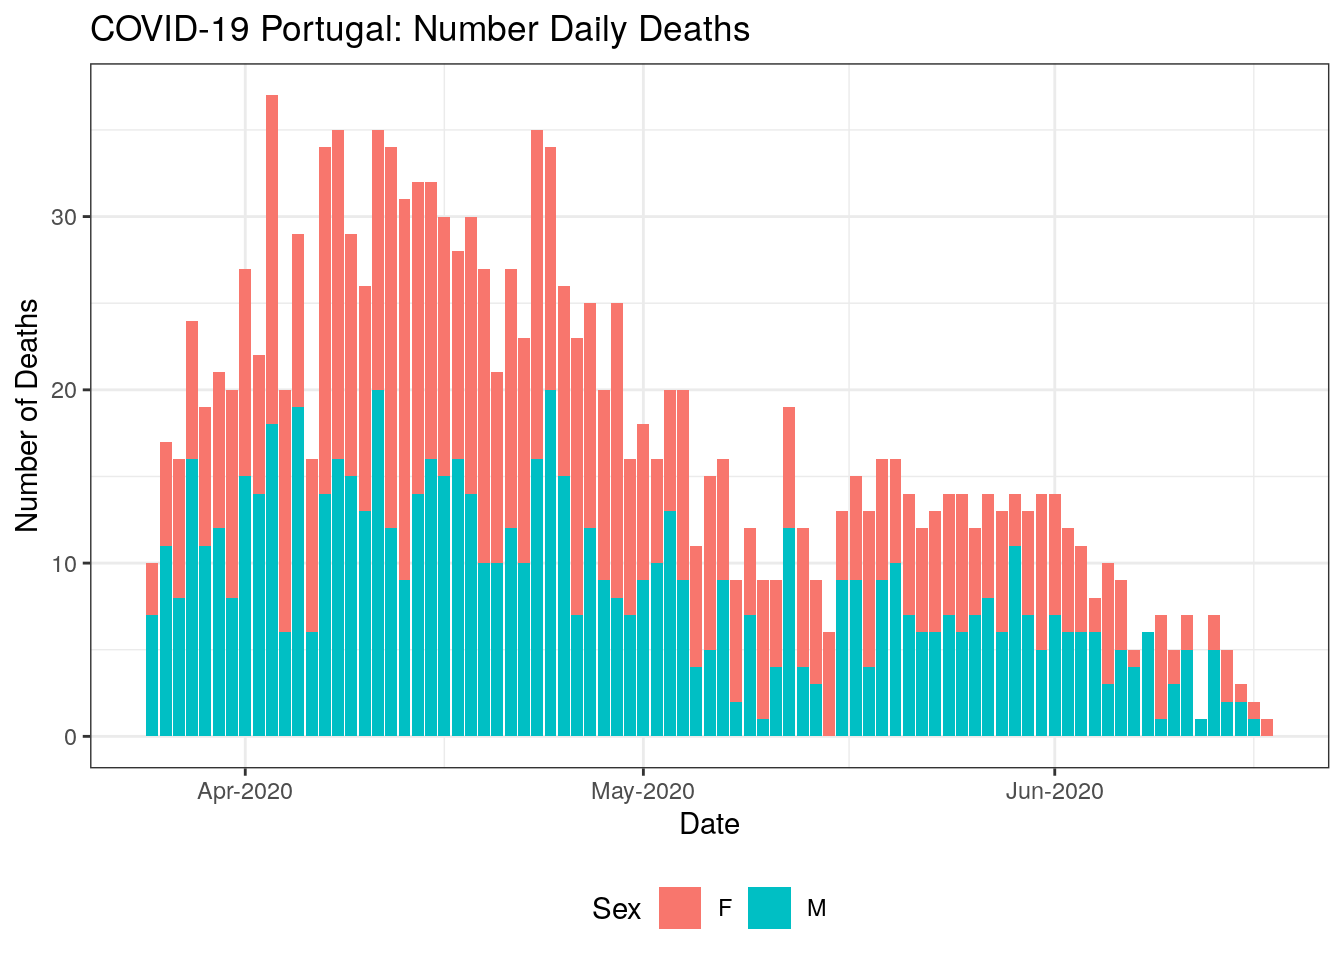 COVID-19 Portugal: Number Daily Deaths
Number of Deaths
30
20
10
0
Apr-2020 May-2020 Jun-2020
Date
Sex F M